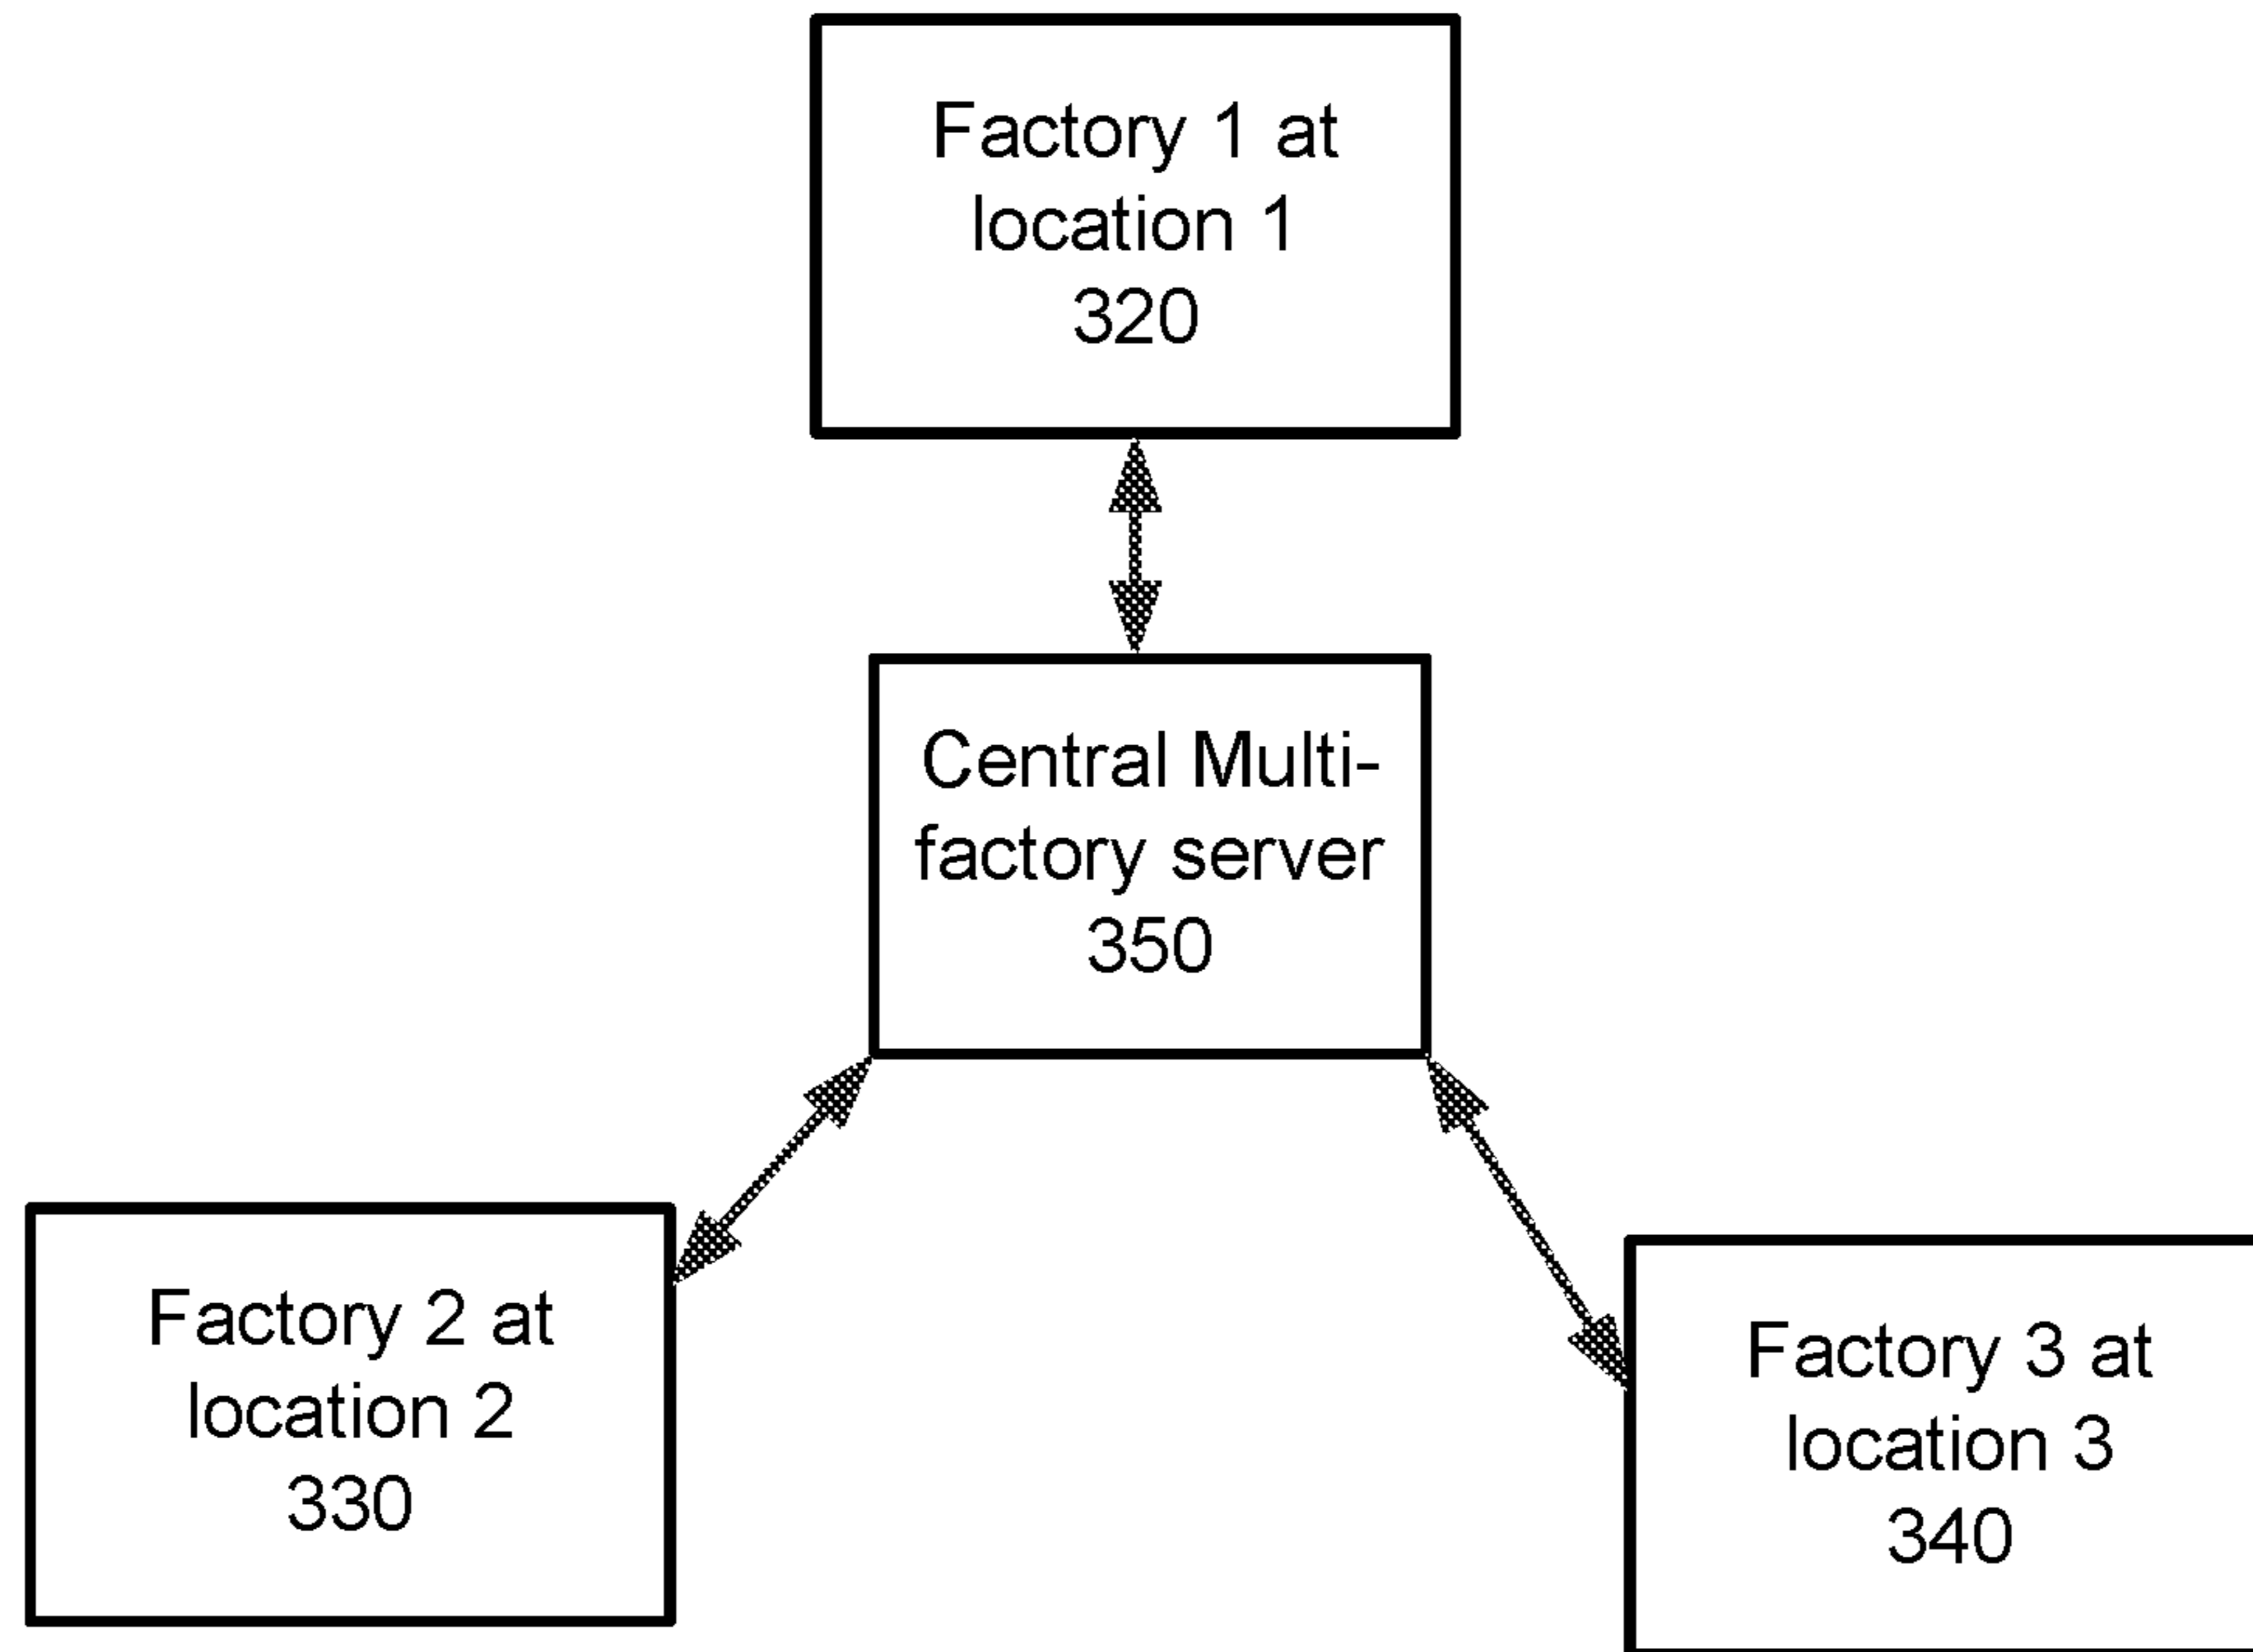 Factory 1 at
location 1
320
Central Multi-
factory server
350
Factory 2 at
location 2
330
Factory 3 at
location 3
340